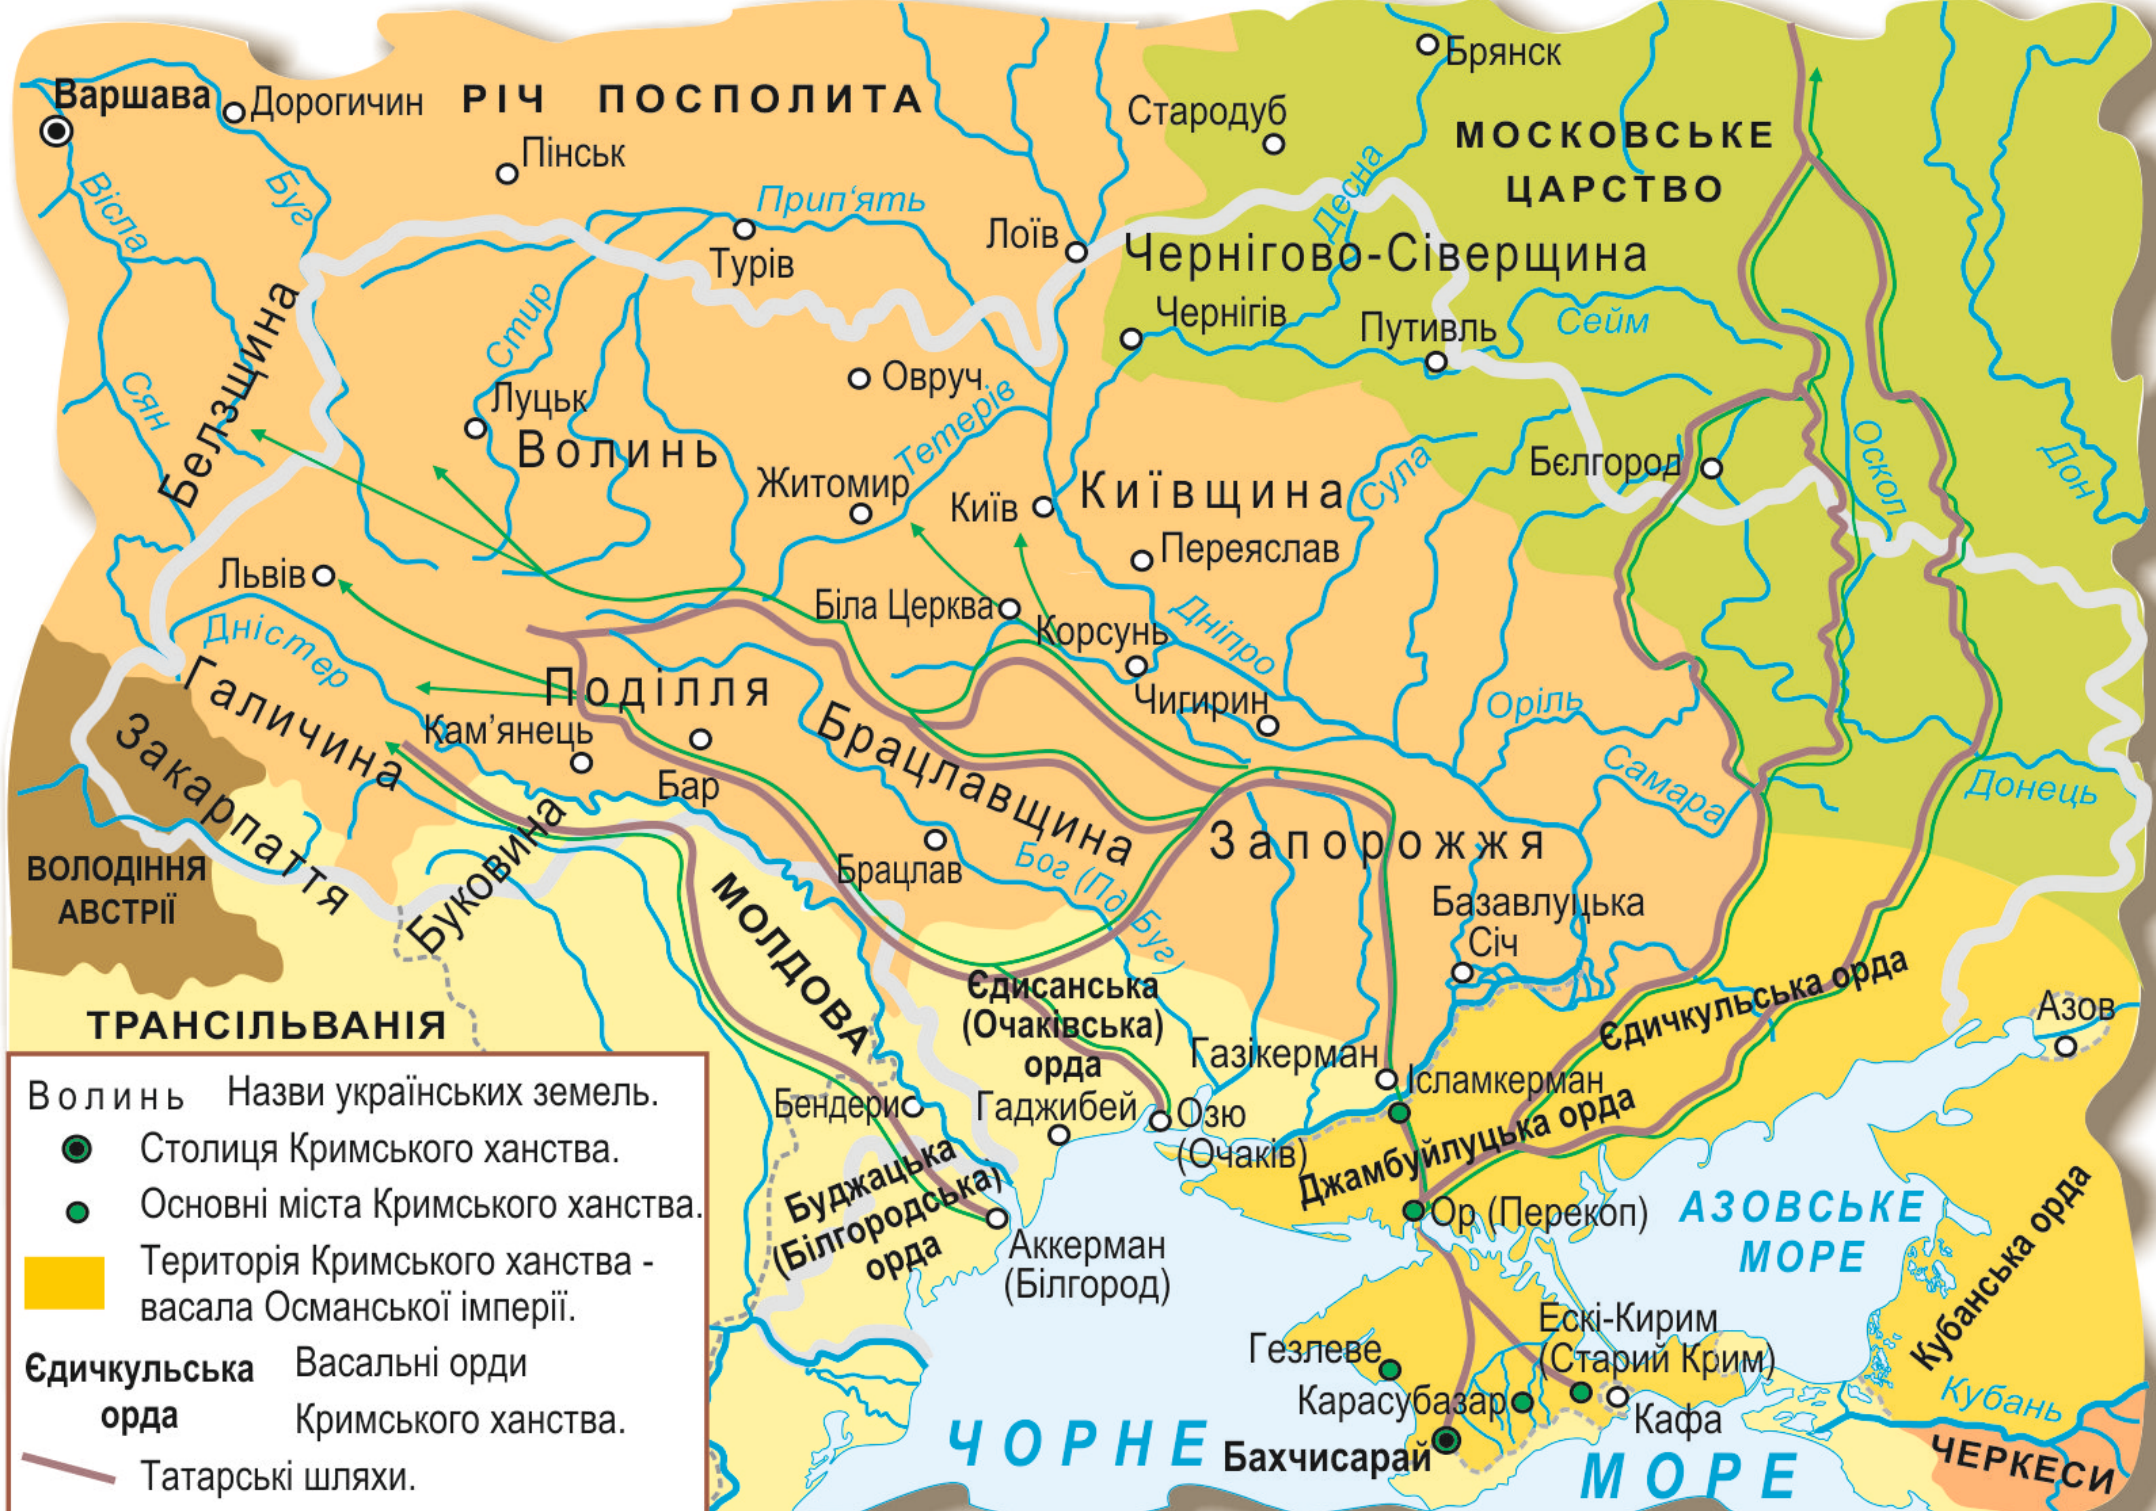 Брянск
Варшава
Дорогичин
РІЧ ПОСПОЛИТА
Стародуб
МОСКОВСЬКЕ
ЦАРСТВО
Пінськ
Вісла
Буг
Прип'ять
Десна
Лоїв
Турів
Чернігово-Сіверщина
Чернігів
Путивль
Сейм
Белзщина
Стир
Сян
Овруч
Луцьк
Волинь
Тетерів
Житомир
Київ
Київщина
Сула
Бєлгород
Оскол
Дон
Переяслав
Львів
Біла Церква
Корсунь
Дніпро
Дністер
Галичина
Поділля
Чигирин
Оріль
Закарпаття
Кам'янець
Бар
Брацлавщина
Самара
Донець
ВОЛОДІННЯ
АВСТРІЇ
Буковина
Брацлав
Бог (Пд Буг)
Запорожжя
МОЛДОВА
Базавлуцька
Січ
Єдисанська
(Очаківська)
орда
Єдичкульська орда
Азов
ТРАНСІЛЬВАНІЯ
Газікерман
Ісламкерман
Бендери
Гаджибей
Озю
(Очаків)
Джамбуйлуцька орда
Буджацька
(Білгородська)
орда
Ор (Перекоп)
АЗОВСЬКЕ
МОРЕ
Аккерман
(Білгород)
Кубанська орда
Ескі-Кирим
(Старий Крим)
Гезлеве
Карасубазар
Кафа
Кубань
Бахчисарай
ЧОРНЕ
МОРЕ
ЧЕРКЕСИ
Волинь Назви українських земель.
Столиця Кримського ханства.
Основні міста Кримського ханства.
Територія Кримського ханства -
васала Османської імперії.
Єдичкульська Васальні орди
орда Кримського ханства.
Татарські шляхи.